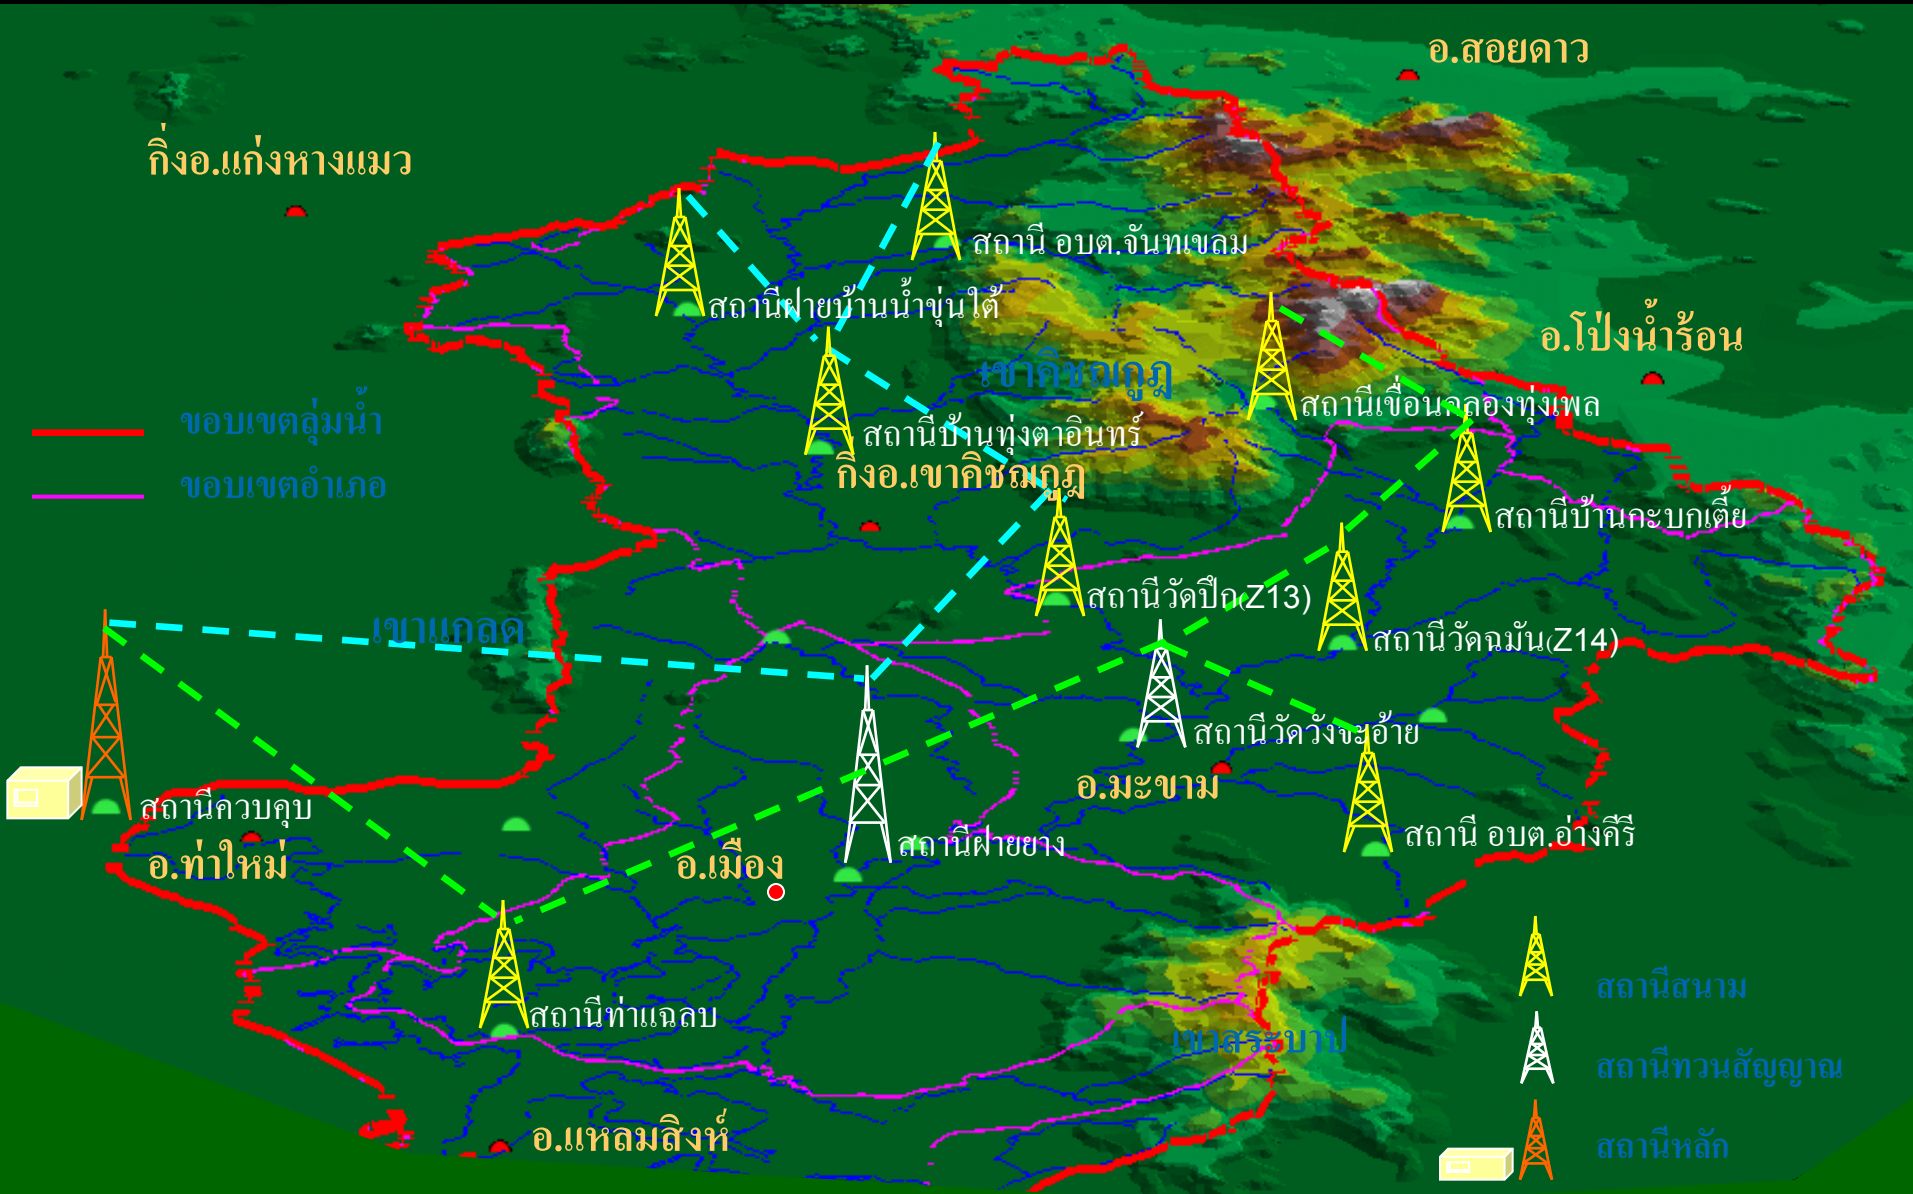 อ.สอยดาว
กิ่งอ.แก่งหางแมว
สถานี อบต.จันทเขลม
สถานีฝายบ้านน้ำขุ่นใต้
อ.โป่งน้ำร้อน
เขาคิชฌกูฎ
สถานีเขื่อนคลองทุ่งเพล
ขอบเขตลุ่มน้ำ
สถานีบ้านทุ่งตาอินทร์
กิ่งอ.เขาคิชฌกูฎ
ขอบเขตอำเภอ
สถานีบ้านกะบกเตี้ย
สถานีวัดปึก(Z13)
เขาแกลด
สถานีวัดฉมัน(Z14)
สถานีวัดวังจะอ้าย
อ.มะขาม
สถานีควบคุบ
สถานี อบต.อ่างคีรี
สถานีฝายยาง
อ.ท่าใหม่
อ.เมือง
สถานีสนาม
สถานีท่าแฉลบ
เขาสระบาป
สถานีทวนสัญญาณ
อ.แหลมสิงห์
สถานีหลัก